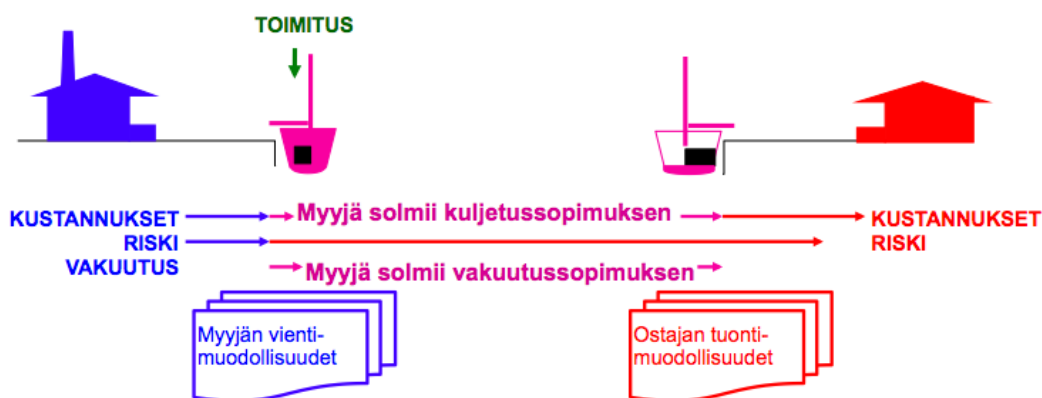 TOIMITUS
KUSTANNUKSET
Myyjä solmii kuljetussopimuksen
KUSTANNUKSET
RISKI
RISKI
VAKUUTUS
Myyjä solmii vakuutussopimuksen
Myyjän vienti-
muodollisuudet
Ostajan tuonti-
muodollisuudet